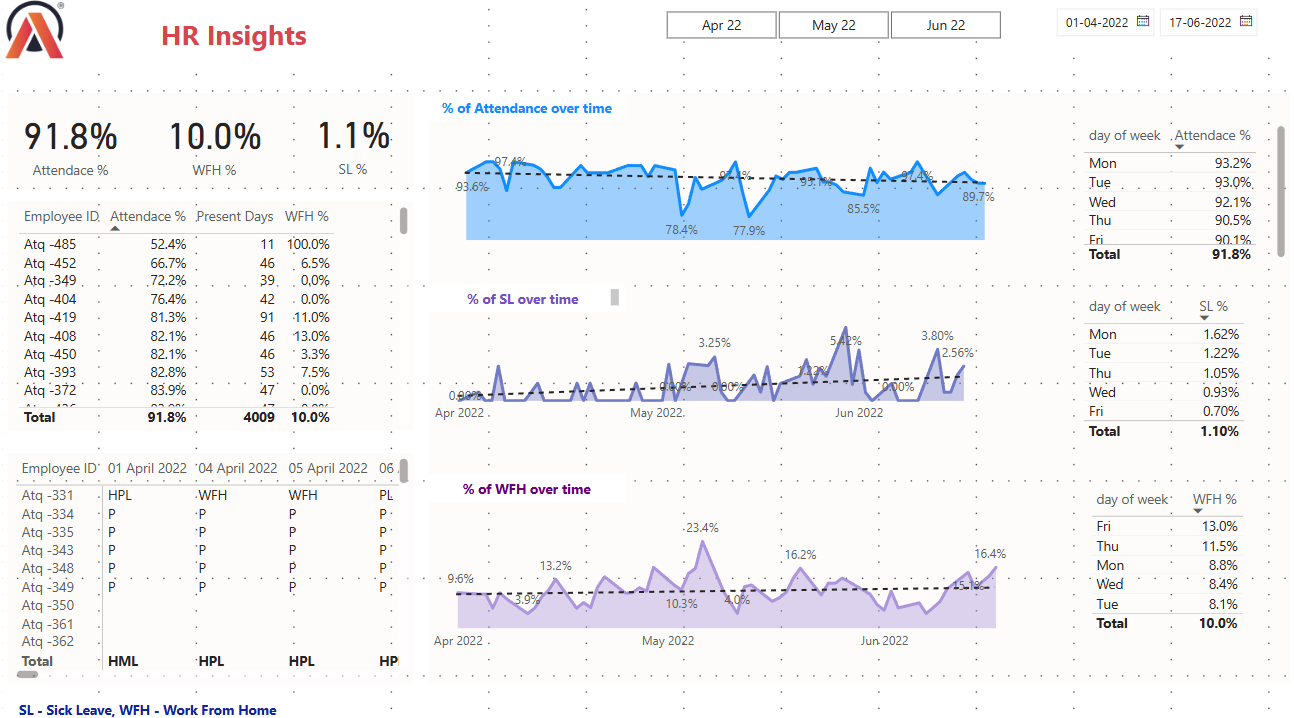 HR Insights
Apr 22 May 22 Jun 22
01-04-2022 17-06-2022
91.8% 10.0% 1.1%
Attendace % WFH % SL %
Employee ID Attendace % Present Days WFH %
Atq -485 52.4% 11 100.0%
Atq -452 66.7% 46 6.5%
Atq -349 72.2% 39 0.0%
Atq -404 76.4% 42 0.0%
Atq -419 81.3% 91 11.0%
Atq -408 82.1% 46 13.0%
Atq -450 82.1% 46 3.3%
Atq -393 82.8% 53 7.5%
Atq -372 83.9% 47 0.0%
Total 91.8% 4009 10.0%
Employee ID 01 April 2022 04 April 2022 05 April 2022 06
Atq -331 HPL WFH WFH PL
Atq -334 P P P P
Atq -335 P P P P
Atq -343 P P P P
Atq -348 P P P P
Atq -349 P P P P
Atq -350
Atq -361
Atq -362
Total HML HPL HPL HPL
SL - Sick Leave, WFH - Work From Home
% of Attendance over time
93.6% 97.4% 78.4% 77.9% 85.5% 89.7%
% of SL over time
0.00% 0.00% 3.25% 0.00% 1.22% 5.42% 0.00% 3.80% 2.56%
Apr 2022 May 2022 Jun 2022
% of WFH over time
9.6% 3.9% 13.2% 10.3% 23.4% 4.0% 16.2% 15.1% 16.4%
Apr 2022 May 2022 Jun 2022
day of week Attendace %
Mon 93.2%
Tue 93.0%
Wed 92.1%
Thu 90.5%
Fri 90.1%
Total 91.8%
day of week SL %
Mon 1.62%
Tue 1.22%
Thu 1.05%
Wed 0.93%
Fri 0.70%
Total 1.10%
day of week WFH %
Fri 13.0%
Thu 11.5%
Mon 8.8%
Wed 8.4%
Tue 8.1%
Total 10.0%